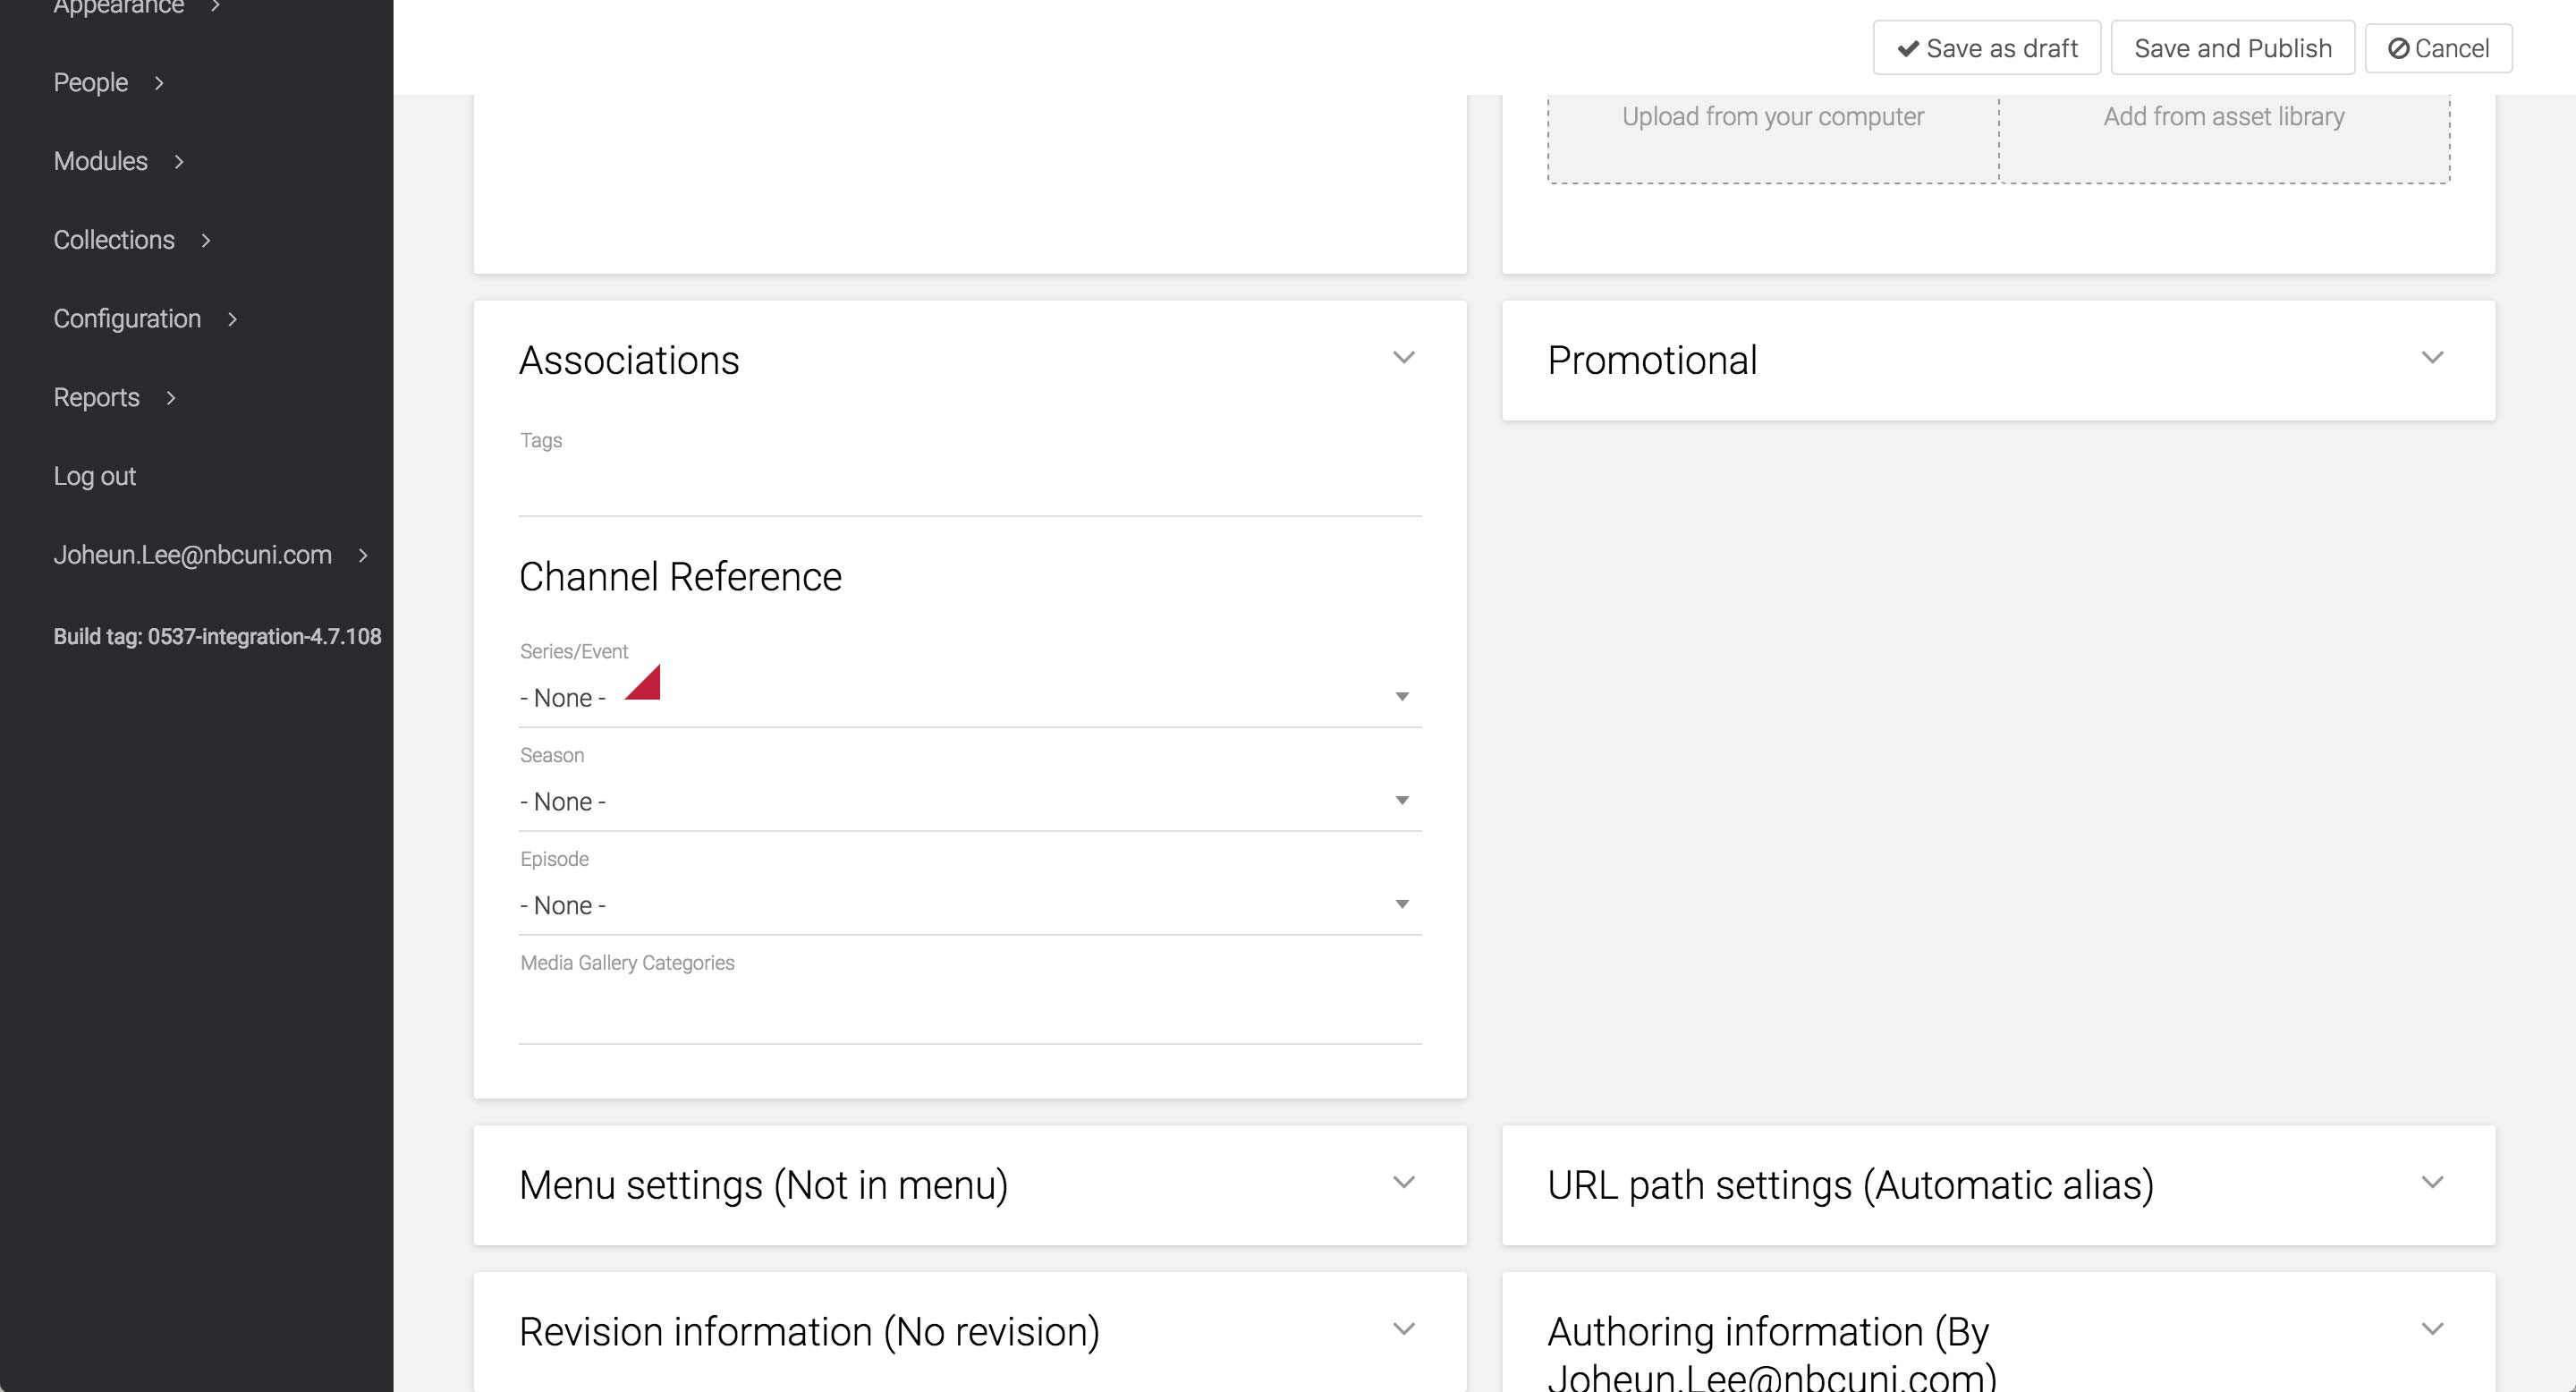 Appearance
People
Modules
Collections
Configuration
Reports
Log out
Joheun.Lee@nbcuni.com
Build tag: 0537-integration-4.7.108
Save as draft
Save and Publish
Cancel
Upload from your computer
Add from asset library
Associations
Tags
Channel Reference
Series/Event
- None -
Season
- None -
Episode
- None -
Media Gallery Categories
Promotional
Menu settings (Not in menu)
URL path settings (Automatic alias)
Revision information (No revision)
Authoring information (By
Joheun.Lee@nbcuni.com)